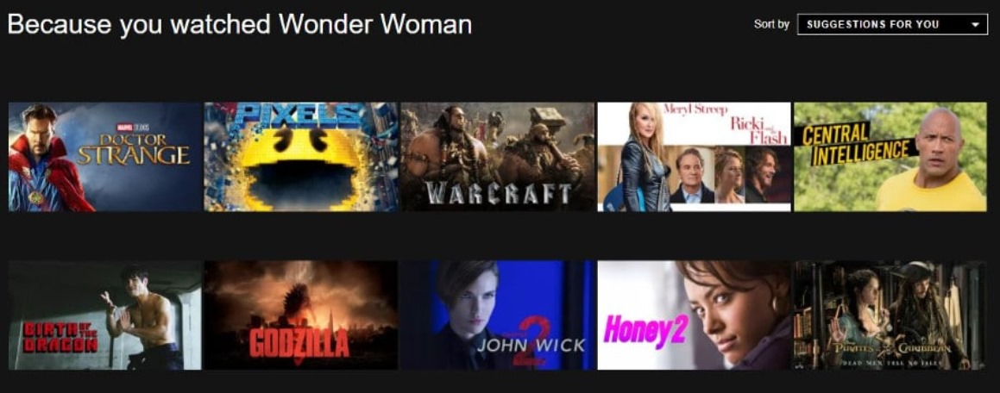 Because you watched Wonder Woman
Sort by
SUGGESTIONS FOR YOU
MARVEL STUDIOS
DOCTOR
STRANGE
PIXELS
WARCRAFT
Meryl Streep
Ricki and the
Flash
CENTRAL
INTELLIGENCE
BIRTH OF THE
DRAGON
GODZILLA
2
JOHN WICK
Honey 2
PIRATES OF THE CARIBBEAN
DEAD MEN TELL NO TALES